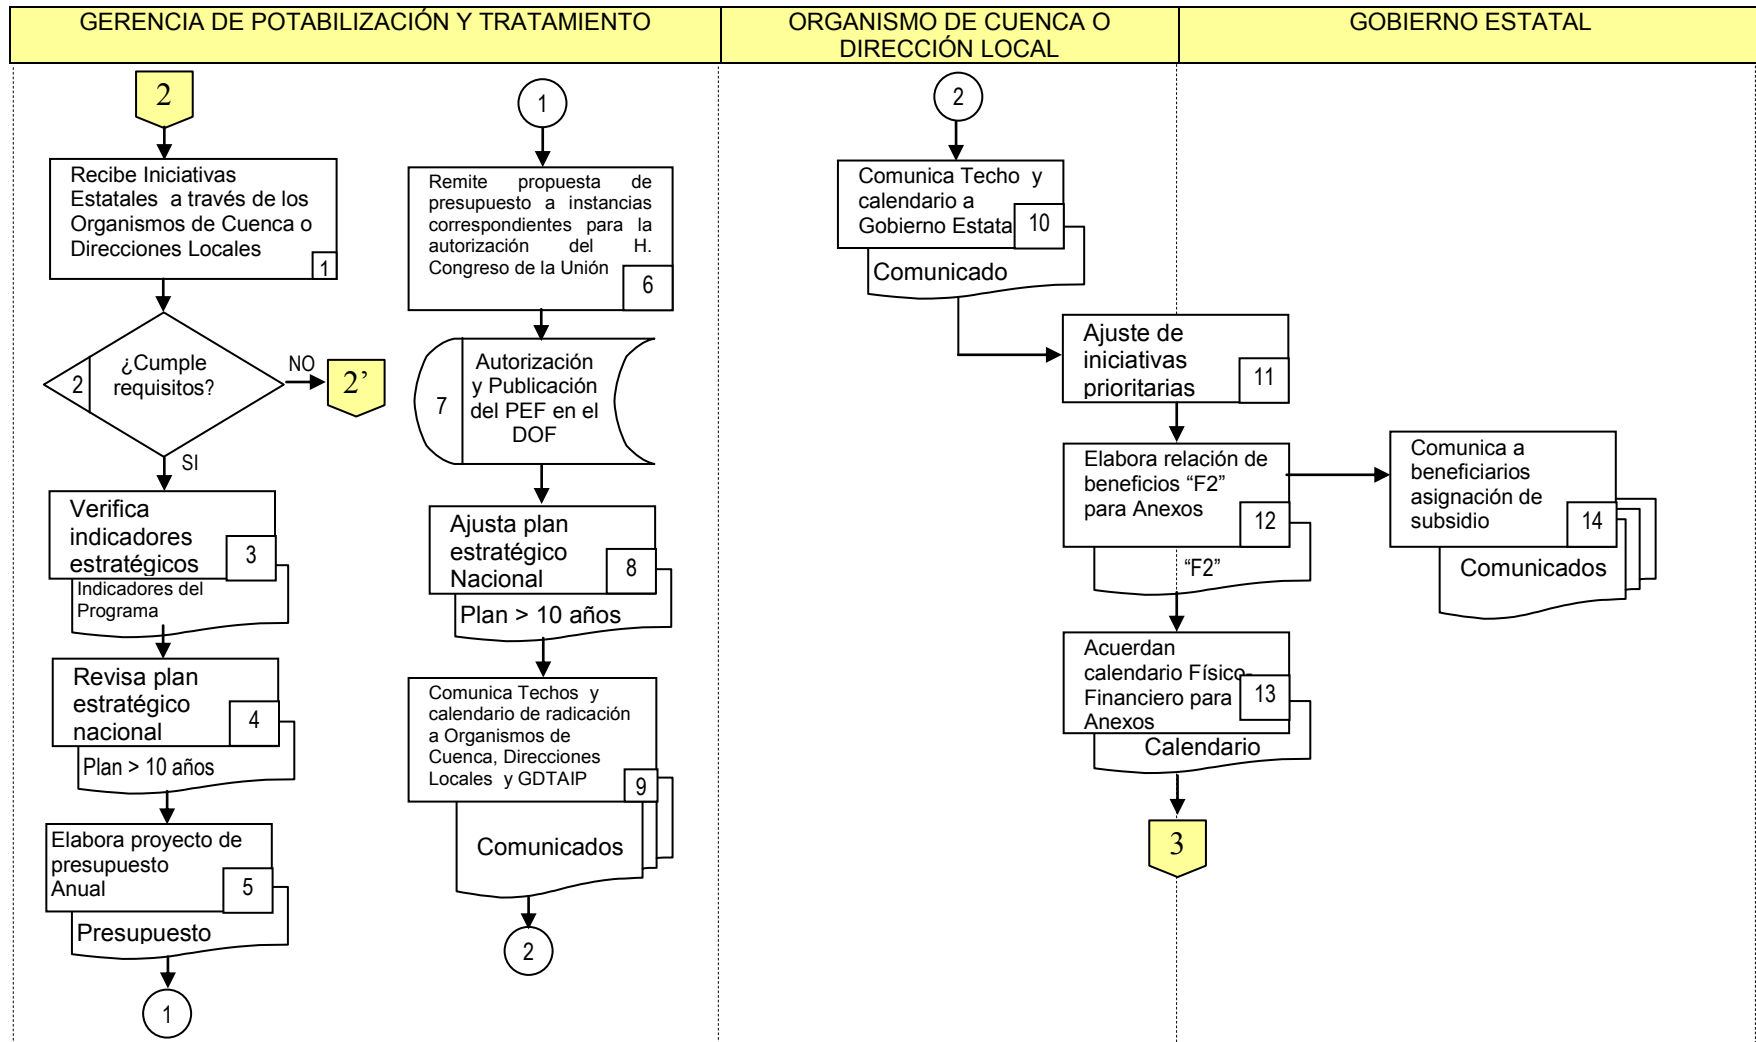 GERENCIA DE POTABILIZACIÓN Y TRATAMIENTO
ORGANISMO DE CUENCA O
DIRECCIÓN LOCAL
GOBIERNO ESTATAL
2
Recibe Iniciativas
Estatales a través de los
Organismos de Cuenca o
Direcciones Locales
1
¿Cumple
requisitos?
2
NO
2’
SI
Verifica
indicadores
estratégicos
3
Indicadores del
Programa
Revisa plan
estratégico
nacional
4
Plan > 10 años
Elabora proyecto de
presupuesto
Anual
5
Presupuesto
1
1
Remite propuesta de
presupuesto a instancias
correspondientes para la
autorización del H.
Congreso de la Unión
6
Autorización
y Publicación
del PEF en el
DOF
7
Ajusta plan
estratégico
Nacional
8
Plan > 10 años
Comunica Techos y
calendario de radicación
a Organismos de
Cuenca, Direcciones
Locales y GDTAIP
9
Comunicados
2
2
Comunica Techo y
calendario a
Gobierno Estata
10
Comunicado
Ajuste de
iniciativas
prioritarias
11
Elabora relación de
beneficios “F2”
para Anexos
12
“F2”
Acuerdan
calendario Físico-
Financiero para
Anexos
13
Calendario
3
Comunica a
beneficiarios
asignación de
subsidio
14
Comunicados